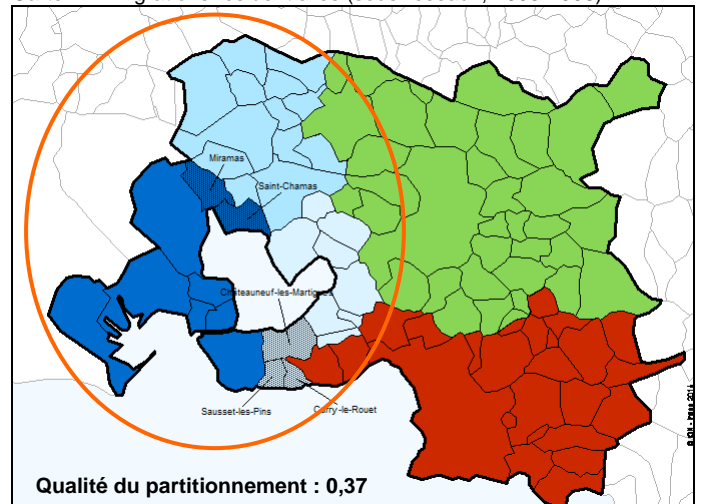 Miramas
Saint-Chamas
Châteauneuf-les-Martigues
Sausset-les-Pins
Carry-le-Rouet
Qualité du partitionnement : 0,37